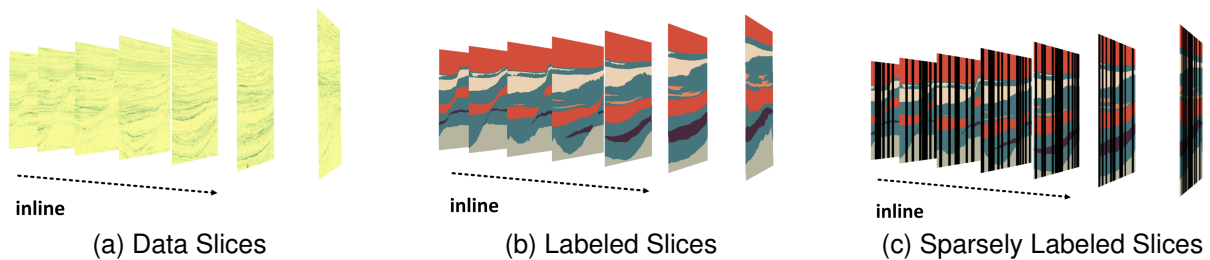 inline
inline
inline
(a) Data Slices
(b) Labeled Slices
(c) Sparsely Labeled Slices